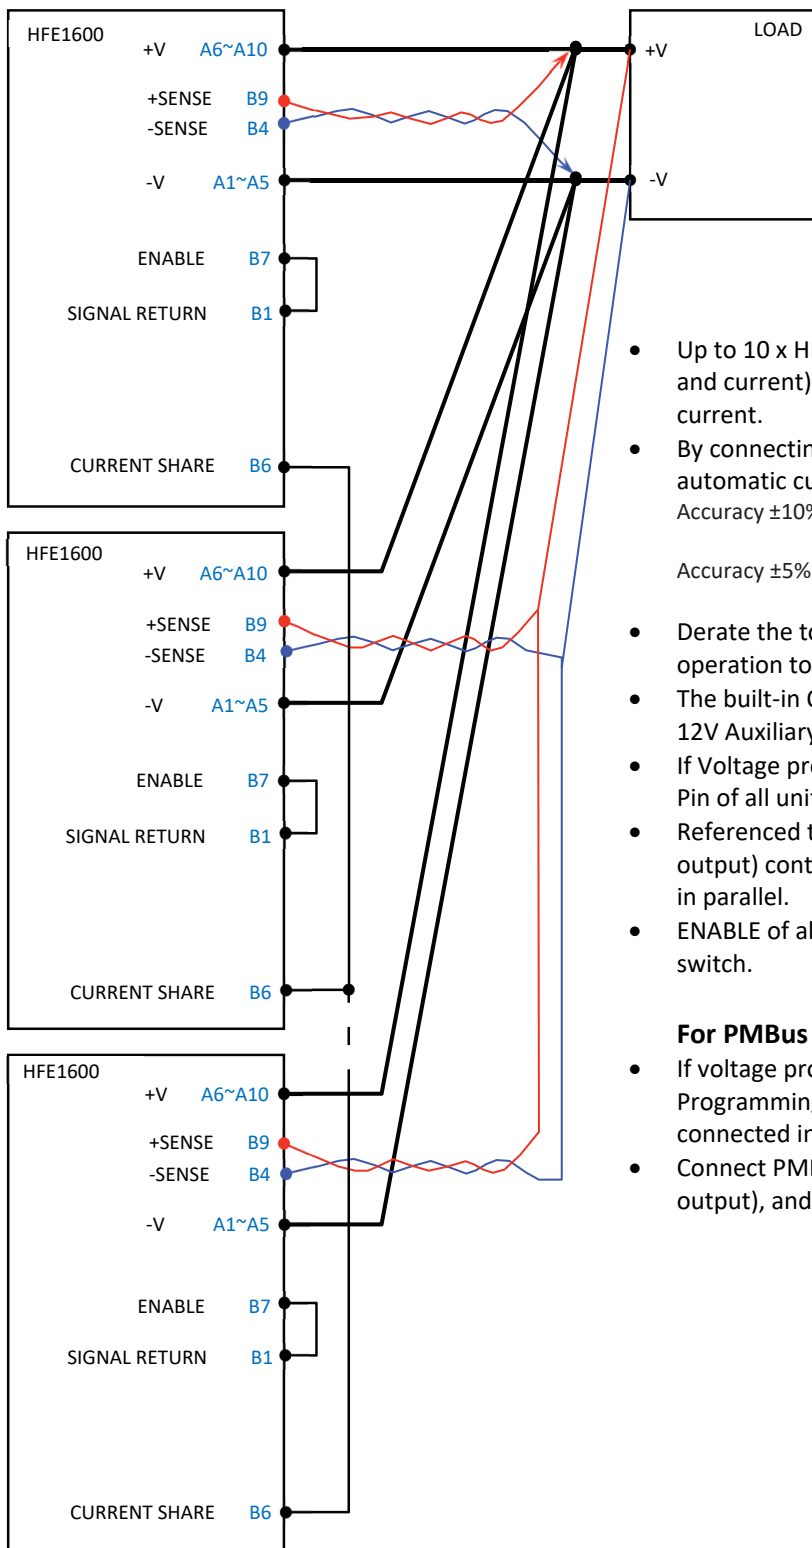 HFE1600
+V A6~A10
+SENSE B9
-SENSE B4
-V A1~A5
ENABLE B7
SIGNAL RETURN B1
CURRENT SHARE B6
HFE1600
+V A6~A10
+SENSE B9
-SENSE B4
-V A1~A5
ENABLE B7
SIGNAL RETURN B1
CURRENT SHARE B6
HFE1600
+V A6~A10
+SENSE B9
-SENSE B4
-V A1~A5
ENABLE B7
SIGNAL RETURN B1
CURRENT SHARE B6
LOAD
+V
-V
• Up to 10 x H
and current)
current.
• By connectin
automatic cu
Accuracy ±10%
Accuracy ±5%
• Derate the to
operation to
• The built-in
12V Auxiliary
• If Voltage pro
Pin of all unit
• Referenced t
output) cont
in parallel.
• ENABLE of al
switch.
For PMBus
• If voltage pro
Programming
connected in
• Connect PM
output), and